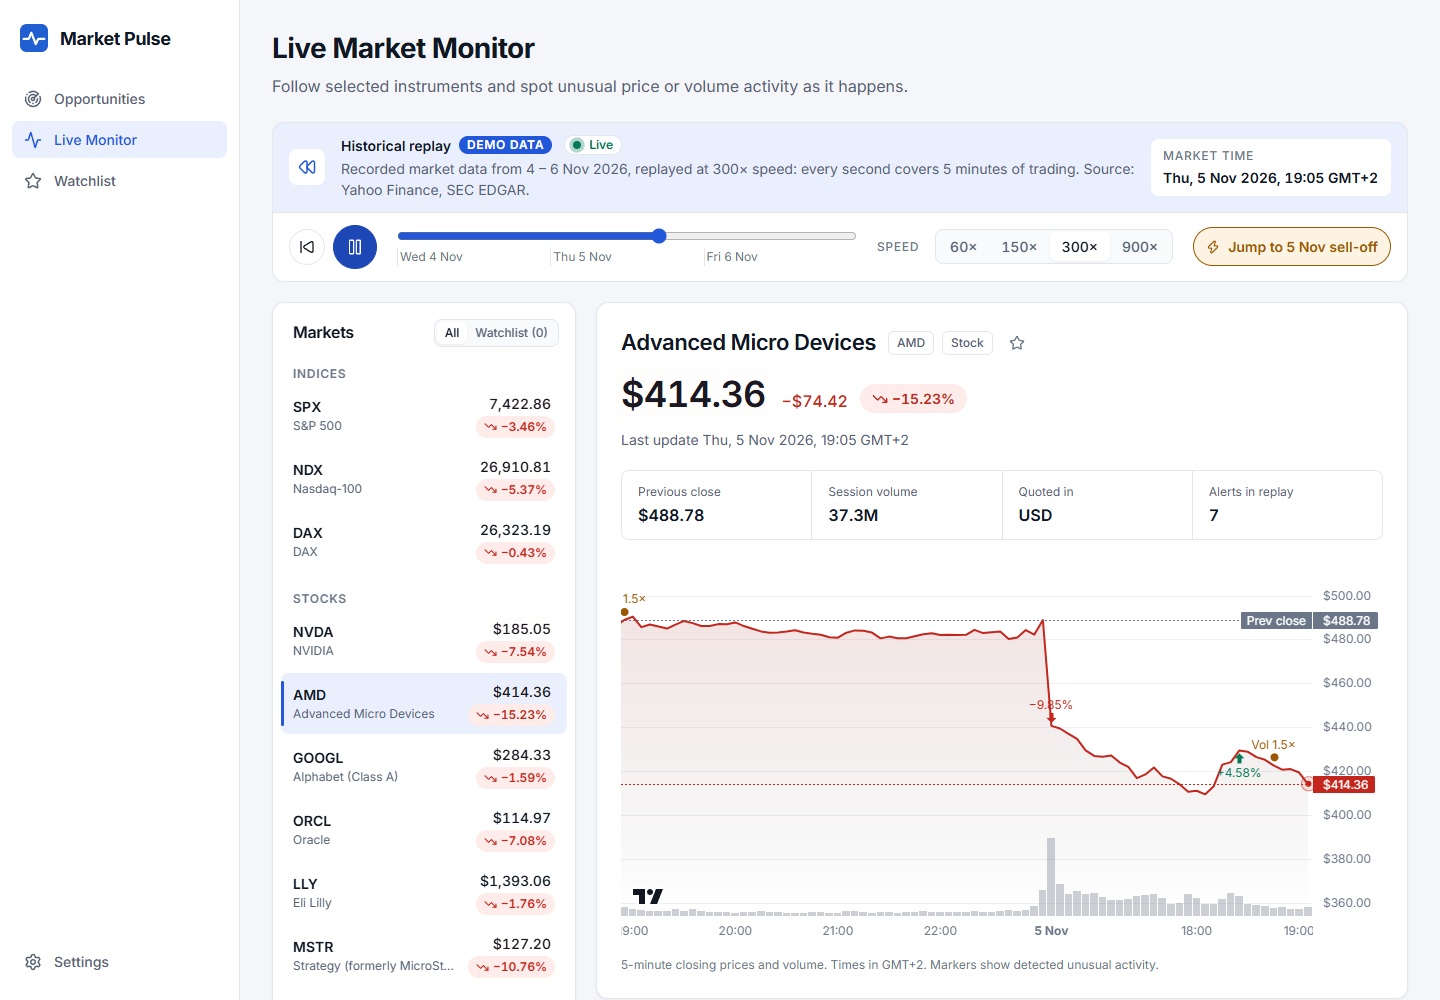 Market Pulse
Opportunities
Live Monitor
Watchlist
Settings
Live Market Monitor
Follow selected instruments and spot unusual price or volume activity as it happens.
Historical replay DEMO DATA Live
Recorded market data from 4 – 6 Nov 2026, replayed at 300× speed: every second covers 5 minutes of trading. Source:
Yahoo Finance, SEC EDGAR.
MARKET TIME
Thu, 5 Nov 2026, 19:05 GMT+2
Wed 4 Nov Thu 5 Nov Fri 6 Nov
SPEED 60× 150× 300× 900×
Jump to 5 Nov sell-off
Markets All Watchlist (0)
INDICES
SPX 7,422.86
S&P 500 −3.46%
NDX 26,910.81
Nasdaq-100 −5.37%
DAX 26,323.19
DAX −0.43%
STOCKS
NVDA $185.05
NVIDIA −7.54%
AMD $414.36
Advanced Micro Devices −15.23%
GOOGL $284.33
Alphabet (Class A) −1.59%
ORCL $114.97
Oracle −7.08%
LLY $1,393.06
Eli Lilly −1.76%
MSTR $127.20
Strategy (formerly MicroSt... −10.76%
Advanced Micro Devices AMD Stock
$414.36 −$74.42 −15.23%
Last update Thu, 5 Nov 2026, 19:05 GMT+2
Previous close Session volume Quoted in Alerts in replay
$488.78 37.3M USD 7
1.5×
$500.00
Prev close $488.78
$480.00
$460.00
−9.85%
$440.00
Vol 1.5×
$420.00
+4.58%
$414.36
$400.00
$380.00
$360.00
9:00 20:00 21:00 22:00 5 Nov 18:00 19:00
5-minute closing prices and volume. Times in GMT+2. Markers show detected unusual activity.